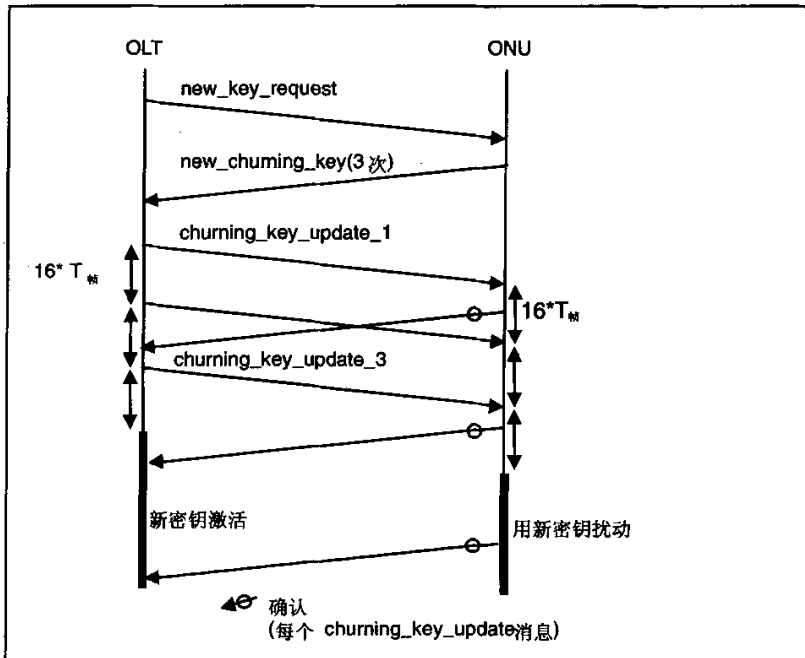 OLT
ONU
new_key_request
new_churning_key(3次)
churning_key_update_1
16* T帧
16*T帧
churning_key_update_3
新密钥激活
用新密钥扰动
确认
(每个 churning_key_update消息)